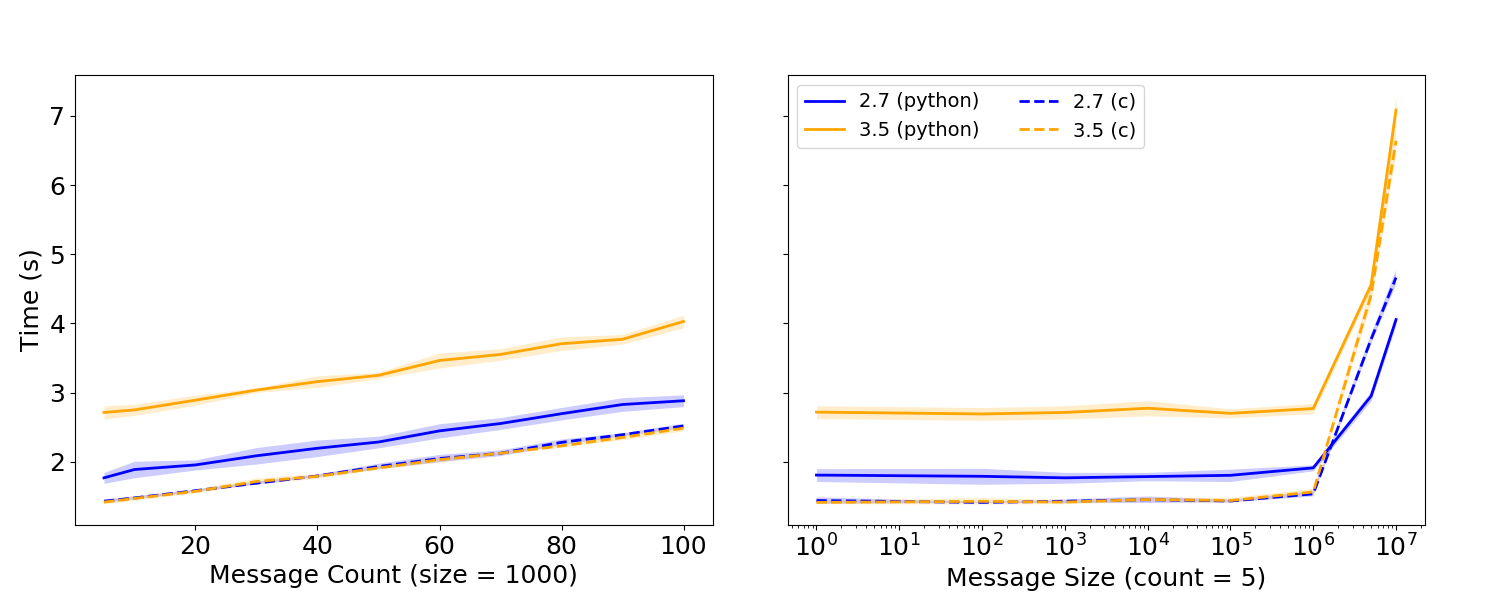 Time (s)
7
6
5
4
3
2
20 40 60 80 100
Message Count (size = 1000)
2.7 (python) 2.7 (c)
3.5 (python) 3.5 (c)
10^0 10^1 10^2 10^3 10^4 10^5 10^6 10^7
Message Size (count = 5)